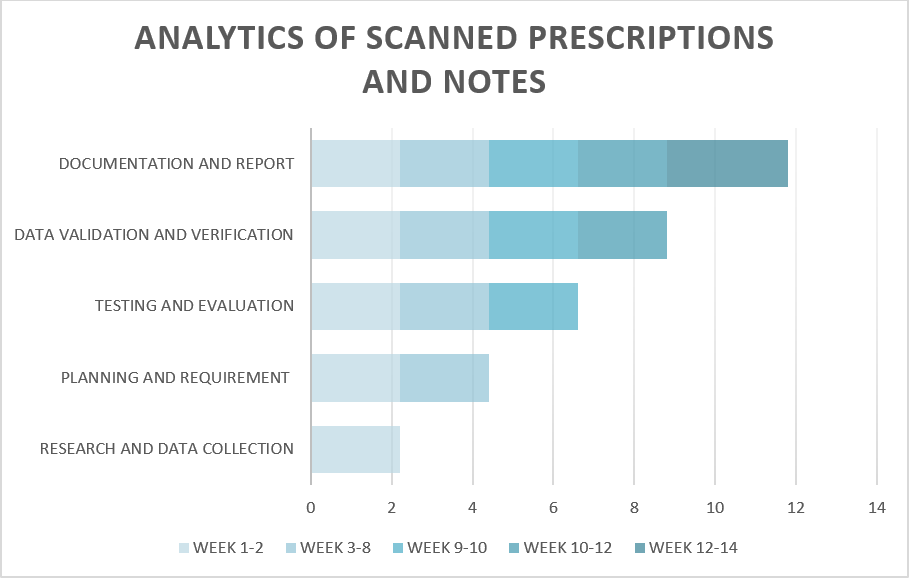 ANALYTICS OF SCANNED PRESCRIPTIONS
AND NOTES
DOCUMENTATION AND REPORT
DATA VALIDATION AND VERIFICATION
TESTING AND EVALUATION
PLANNING AND REQUIREMENT
RESEARCH AND DATA COLLECTION
0 2 4 6 8 10 12 14
WEEK 1-2 WEEK 3-8 WEEK 9-10 WEEK 10-12 WEEK 12-14